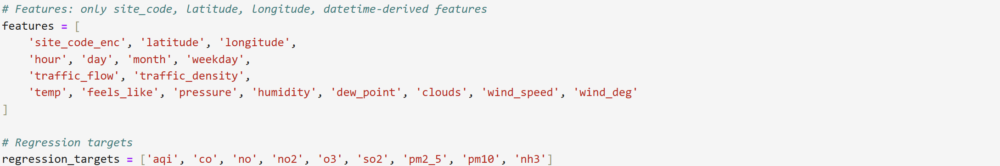 # Features: only site_code, latitude, longitude, datetime-derived features
features = [
    'site_code_enc', 'latitude', 'longitude',
    'hour', 'day', 'month', 'weekday',
    'traffic_flow', 'traffic_density',
    'temp', 'feels_like', 'pressure', 'humidity', 'dew_point', 'clouds', 'wind_speed', 'wind_deg'
]
# Regression targets
regression_targets = ['aqi', 'co', 'no', 'no2', 'o3', 'so2', 'pm2_5', 'pm10', 'nh3']